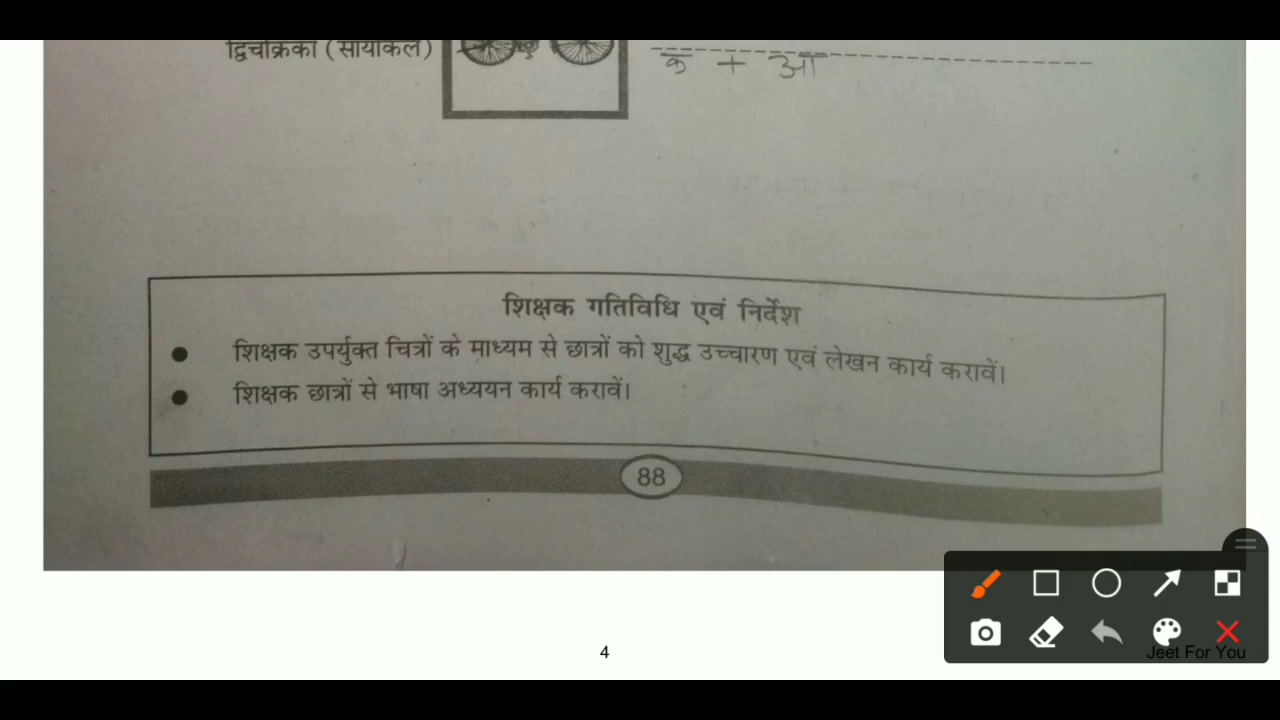 द्विचक्रिका (सायकिल)
क + आ
शिक्षक गतिविधि एवं निर्देश
● शिक्षक उपर्युक्त चित्रों के माध्यम से छात्रों को शुद्ध उच्चारण एवं लेखन कार्य करावें।
● शिक्षक छात्रों से भाषा अध्ययन कार्य करावें।
88
4
Jeet For You